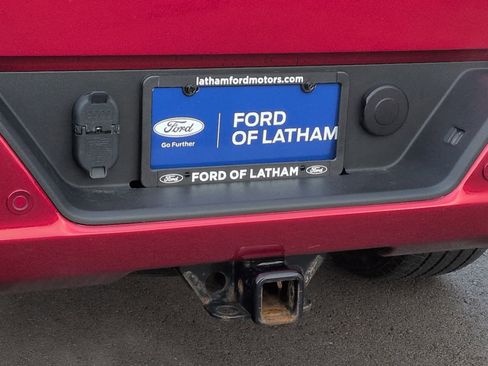 lathamfordmotors.com
Ford
Go Further
FORD
OF LATHAM
Ford FORD OF LATHAM Ford